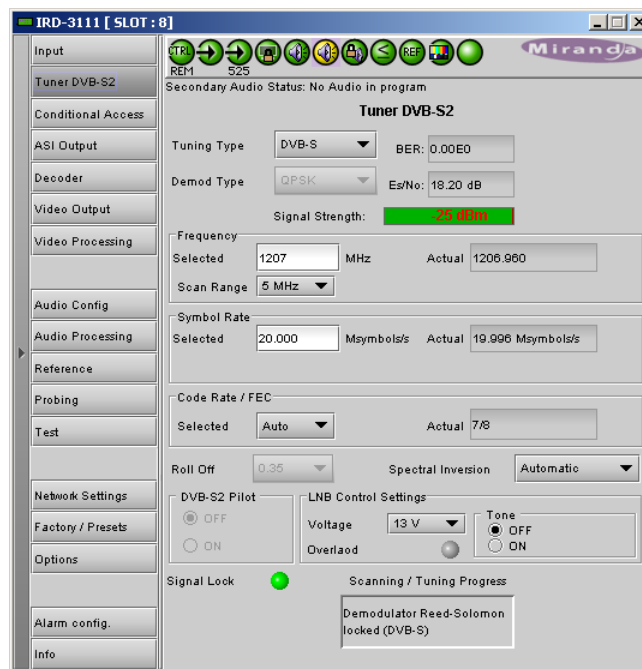 IRD-3111 [ SLOT : 8]
Input
Tuner DVB-S2
Conditional Access
ASI Output
Decoder
Video Output
Video Processing
Audio Config
Audio Processing
Reference
Probing
Test
Network Settings
Factory / Presets
Options
Alarm config.
Info
CTRL
REF
Miranda
REM 525
Secondary Audio Status: No Audio in program
Tuner DVB-S2
Tuning Type DVB-S BER: 0.00E0
Demod Type QPSK Es/No: 18.20 dB
Signal Strength: -25 dBm
Frequency
Selected 1207 MHz Actual 1206.960
Scan Range 5 MHz
Symbol Rate
Selected 20.000 Msymbols/s Actual 19.996 Msymbols/s
Code Rate / FEC
Selected Auto Actual 7/8
Roll Off 0.35 Spectral Inversion Automatic
DVB-S2 Pilot
OFF
ON
LNB Control Settings
Voltage 13 V
Overlaod
Tone
OFF
ON
Signal Lock
Scanning / Tuning Progress
Demodulator Reed-Solomon
locked (DVB-S)